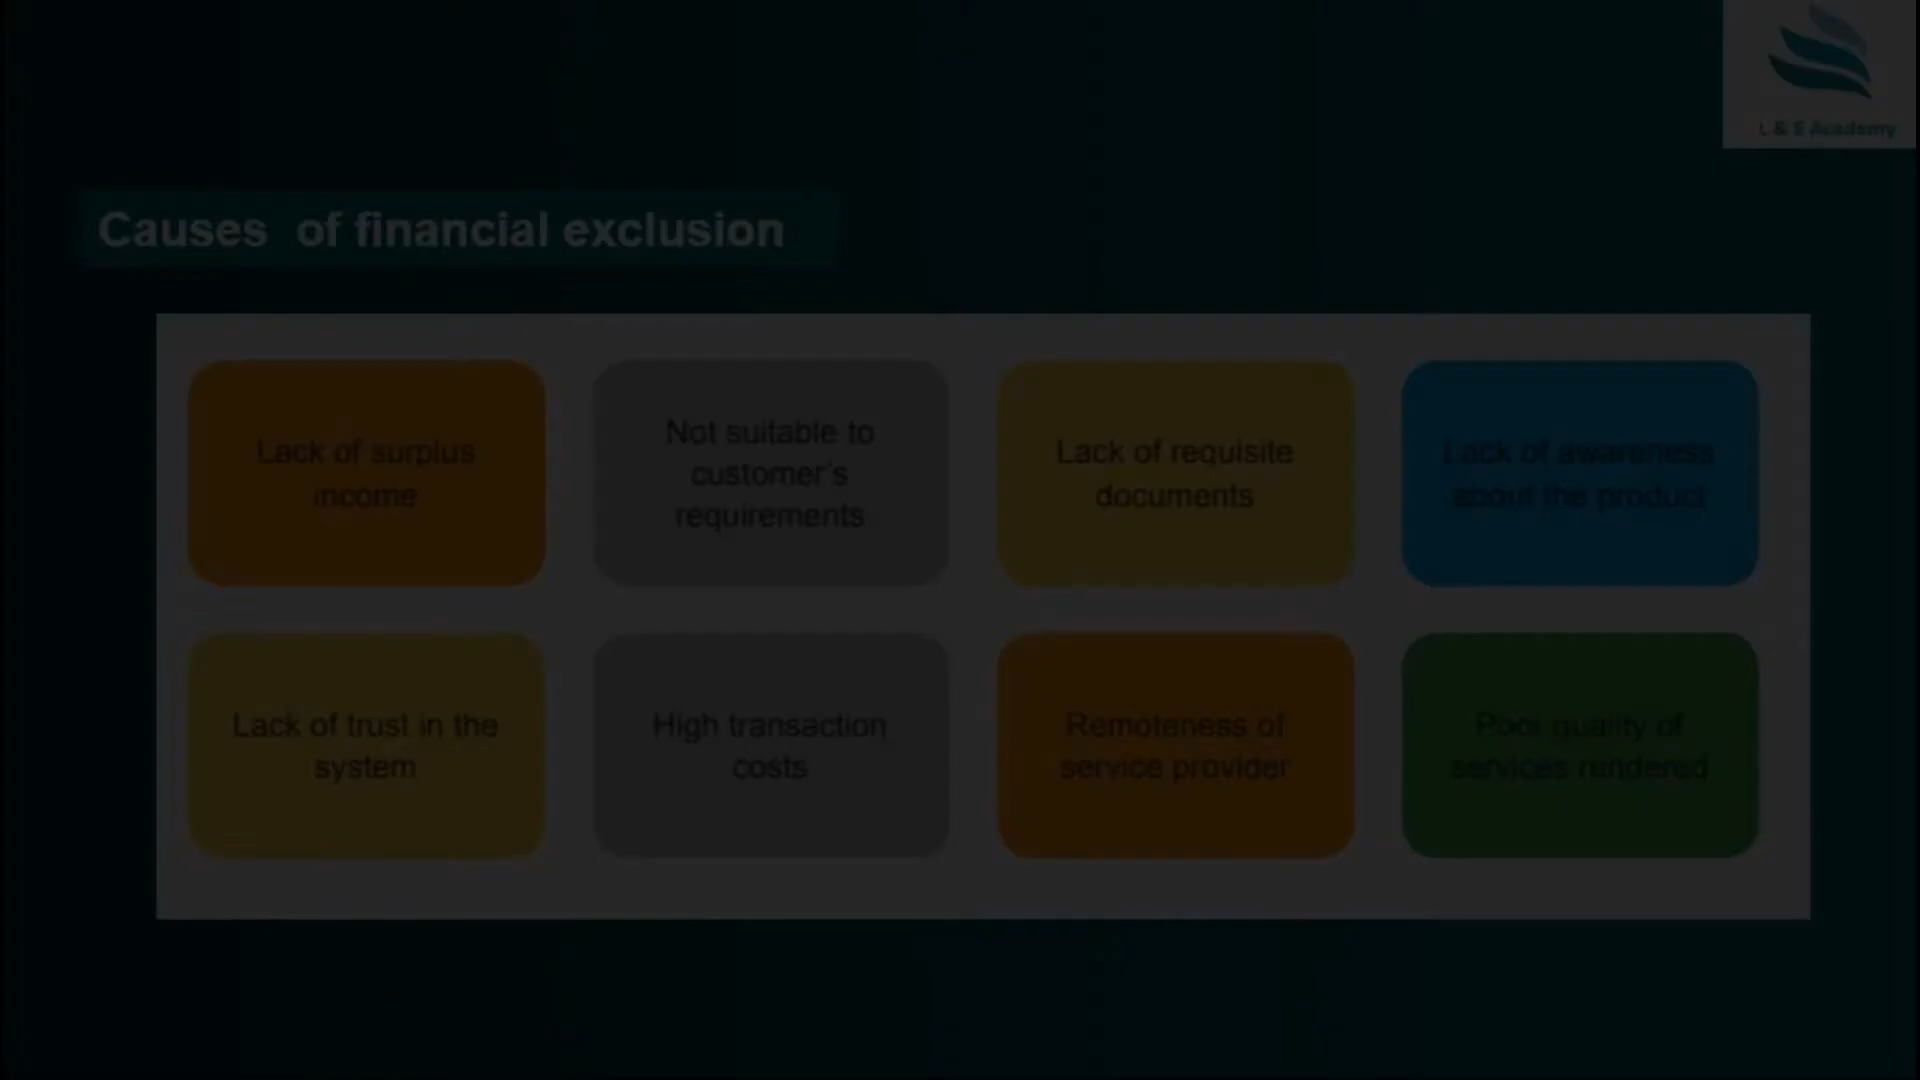 L & E Academy
Causes of financial exclusion
Lack of surplus
income
Not suitable to
customer's
requirements
Lack of requisite
documents
Lack of awareness
about the product
Lack of trust in the
system
High transaction
costs
Remoteness of
service provider
Poor quality of
services rendered